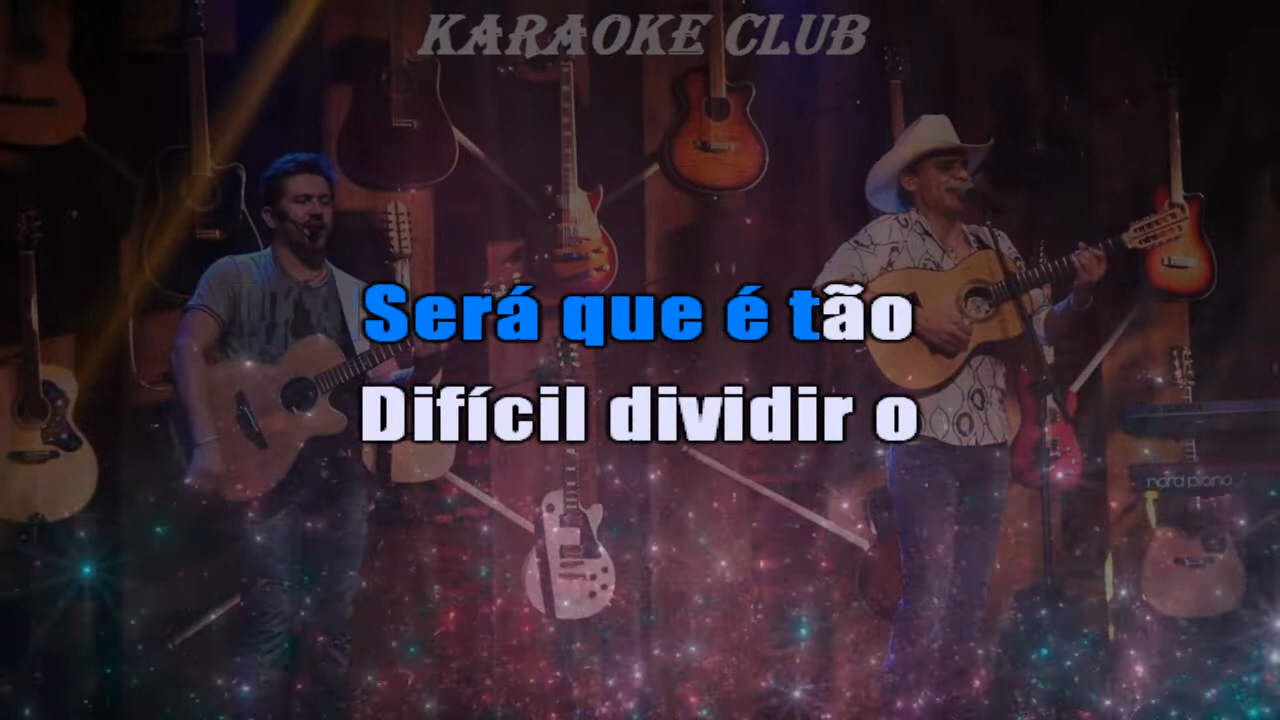 KARAOKE CLUB
Será que é tão
Difícil dividir o
nord piano